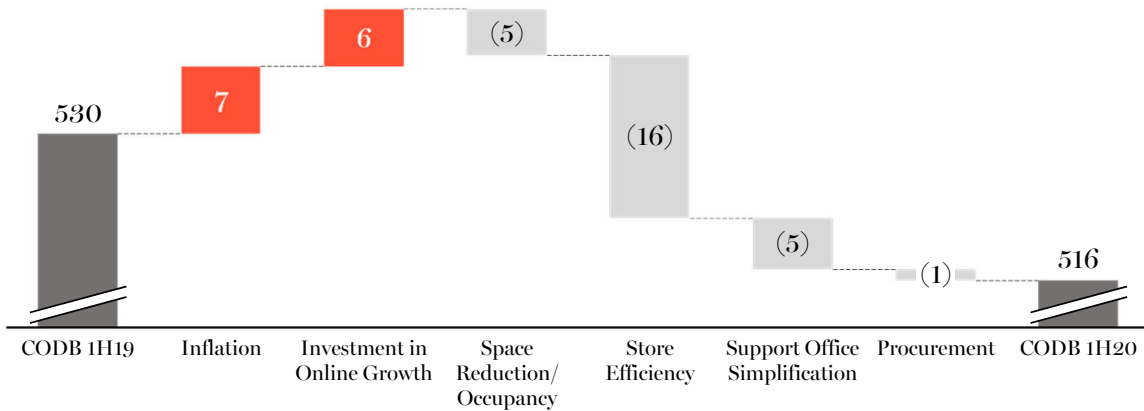 6
(5)
7
530
(16)
(5)
(1)
516
CODB 1H19
Inflation
Investment in
Online Growth
Space
Reduction/
Occupancy
Store
Efficiency
Support Office
Simplification
Procurement
CODB 1H20